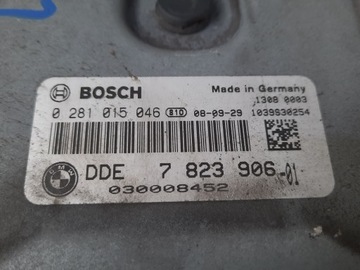 BOSCH
Made in Germany
1308 0003
0 281 015 046 810 08-09-29 1039S30254
DDE 7 823 906-01
030008452